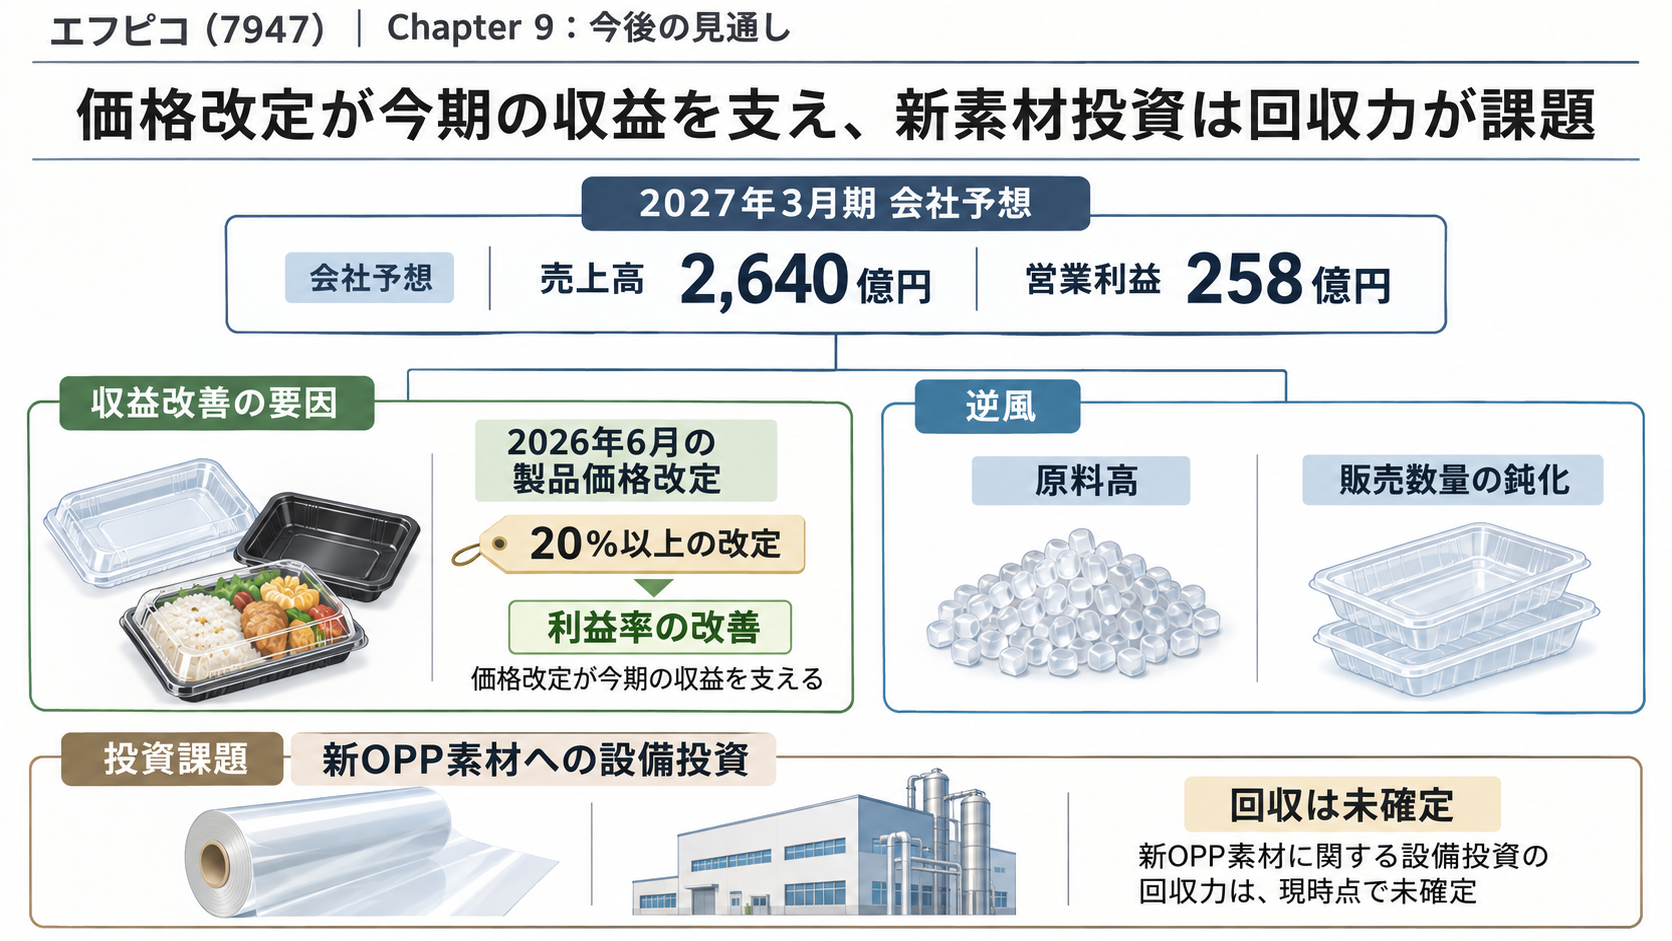 エフピコ（7947）｜ Chapter 9：今後の見通し
価格改定が今期の収益を支え、新素材投資は回収力が課題
2027年3月期 会社予想
会社予想
売上高 2,640億円
営業利益 258億円
収益改善の要因
2026年6月の
製品価格改定
20%以上の改定
利益率の改善
価格改定が今期の収益を支える
逆風
原料高
販売数量の鈍化
投資課題
新OPP素材への設備投資
回収は未確定
新OPP素材に関する設備投資の
回収力は、現時点で未確定